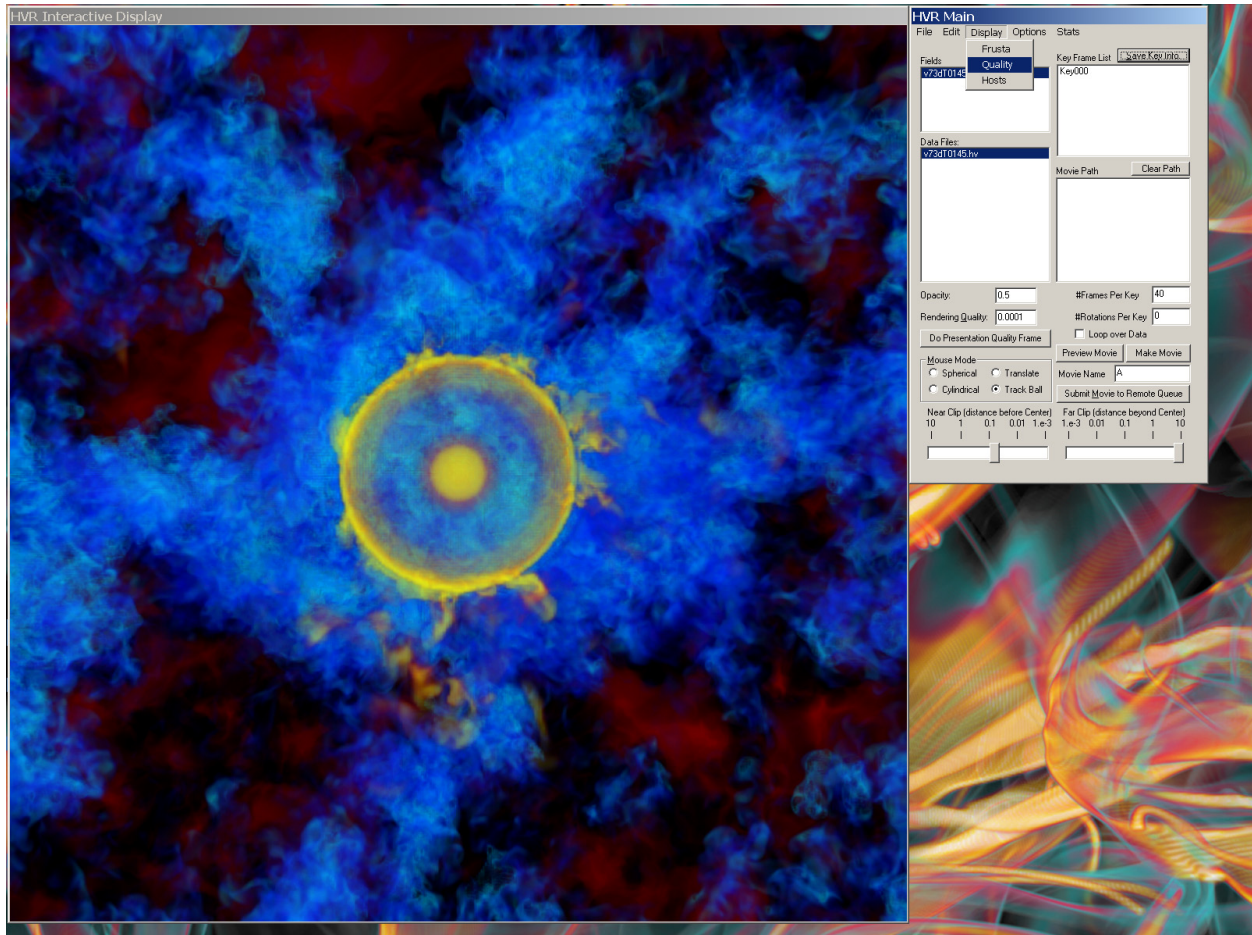 HVR Interactive Display
HVR Main
File Edit Display Options Stats
Frusta
Quality
Hosts
Fields
v73dT0145
Key Frame List
Save Key Info...
Key000
Data Files:
v73dT0145.hv
Movie Path
Clear Path
Opacity: 0.5
#Frames Per Key 40
Rendering Quality: 0.0001
#Rotations Per Key 0
Loop over Data
Do Presentation Quality Frame
Preview Movie Make Movie
Mouse Mode
Spherical Translate
Cylindrical Track Ball
Movie Name A
Submit Movie to Remote Queue
Near Clip (distance before Center)
10 1 0.1 0.01 1.e-3
Far Clip (distance beyond Center)
1.e-3 0.01 0.1 1 10